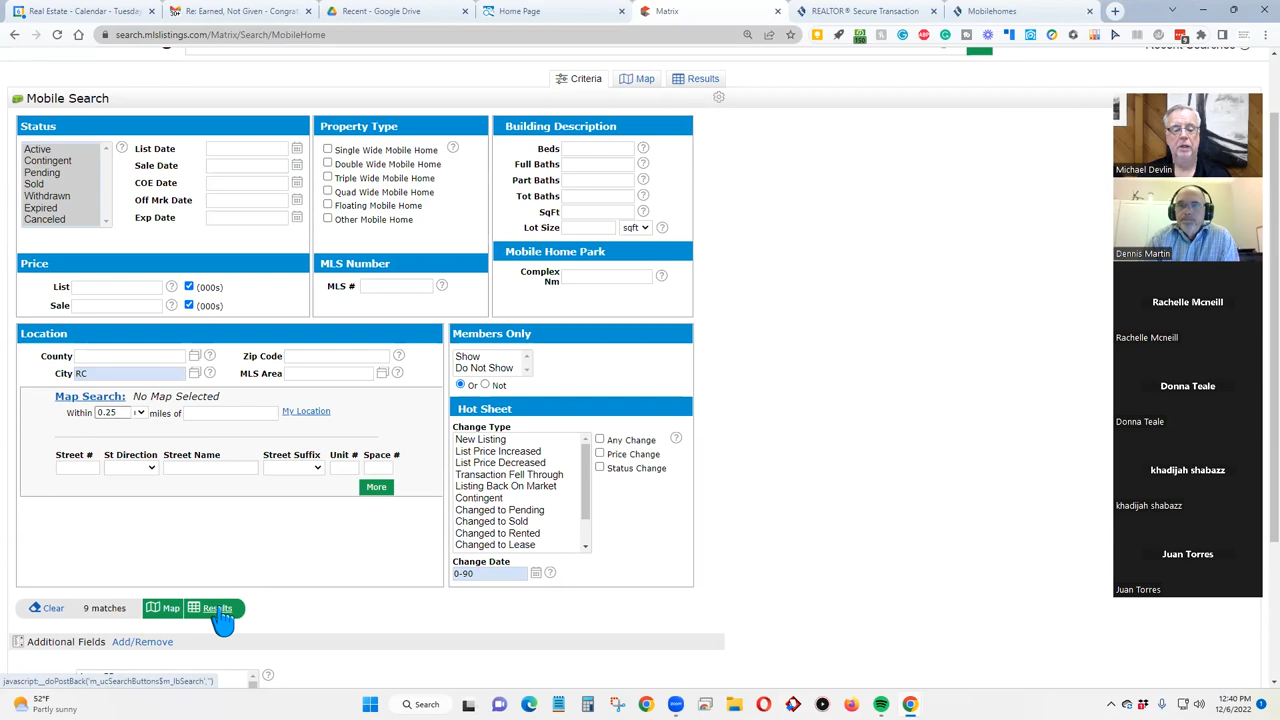 Real Estate - Calendar - Tuesday
Re: Earned, Not Given - Congrat
Recent - Google Drive
Home Page
Matrix
REALTOR® Secure Transaction
Mobilehomes
search.mlslistings.com/Matrix/Search/MobileHome
Criteria
Map
Results
Mobile Search
Status
Property Type
Building Description
Active
Contingent
Pending
Sold
Withdrawn
Expired
Canceled
List Date
Sale Date
COE Date
Off Mrk Date
Exp Date
Single Wide Mobile Home
Double Wide Mobile Home
Triple Wide Mobile Home
Quad Wide Mobile Home
Floating Mobile Home
Other Mobile Home
Beds
Full Baths
Part Baths
Tot Baths
SqFt
Lot Size
sqft
Mobile Home Park
Complex
Nm
Price
MLS Number
List
(000s)
Sale
(000s)
MLS #
Location
Members Only
County
Zip Code
City RC
MLS Area
Map Search: No Map Selected
Within 0.25
miles of
My Location
Street #
St Direction
Street Name
Street Suffix
Unit #
Space #
More
Show
Do Not Show
Or
Not
Hot Sheet
Change Type
New Listing
List Price Increased
List Price Decreased
Transaction Fell Through
Listing Back On Market
Contingent
Changed to Pending
Changed to Sold
Changed to Rented
Changed to Lease
Any Change
Price Change
Status Change
Change Date
0-90
Clear
9 matches
Map
Results
Additional Fields
Add/Remove
javascript:__doPostBack('m_ucSearchButtons$m_lbSearch','')
Michael Devlin
Dennis Martin
Rachelle Mcneill
Rachelle Mcneill
Donna Teale
Donna Teale
khadijah shabazz
khadijah shabazz
Juan Torres
Juan Torres
52°F
Partly sunny
Search
12:40 PM
12/6/2022